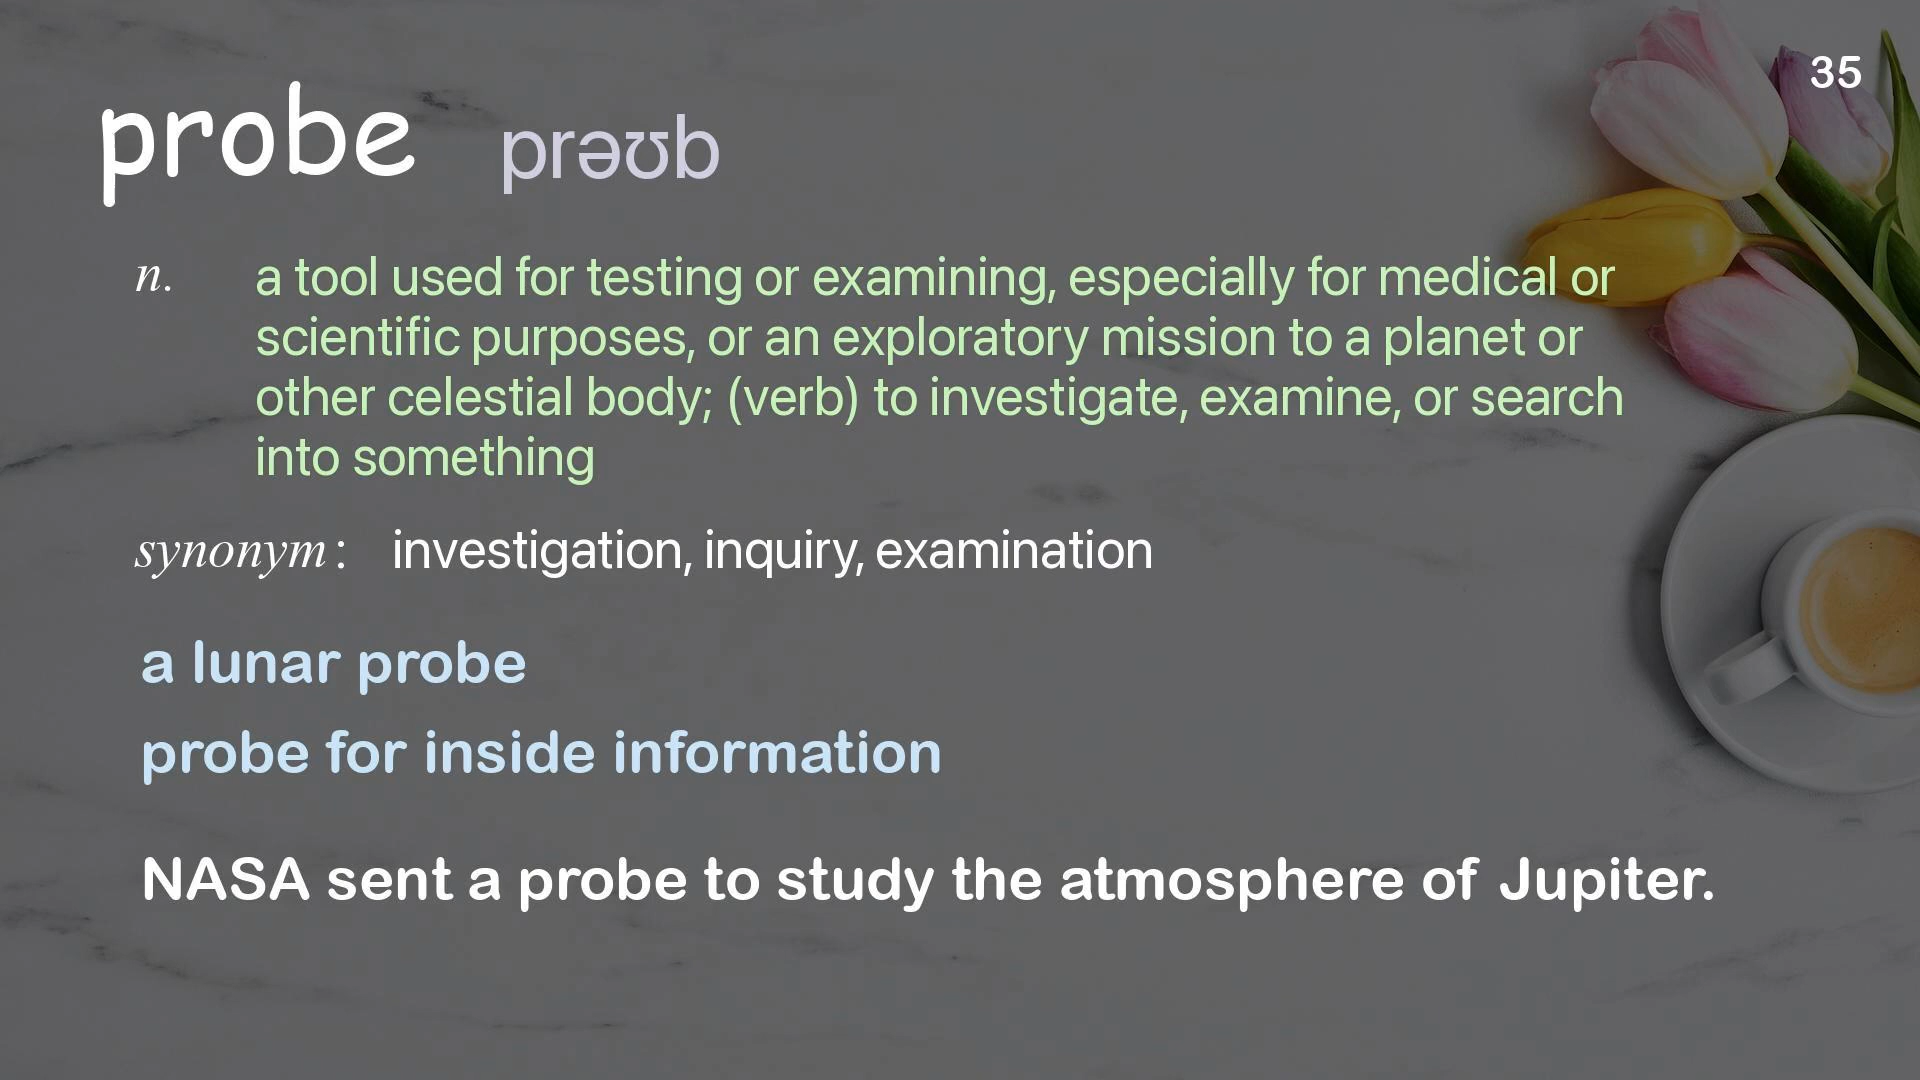 35
probe prəʊb
n. a tool used for testing or examining, especially for medical or
scientific purposes, or an exploratory mission to a planet or
other celestial body; (verb) to investigate, examine, or search
into something
synonym: investigation, inquiry, examination
a lunar probe
probe for inside information
NASA sent a probe to study the atmosphere of Jupiter.